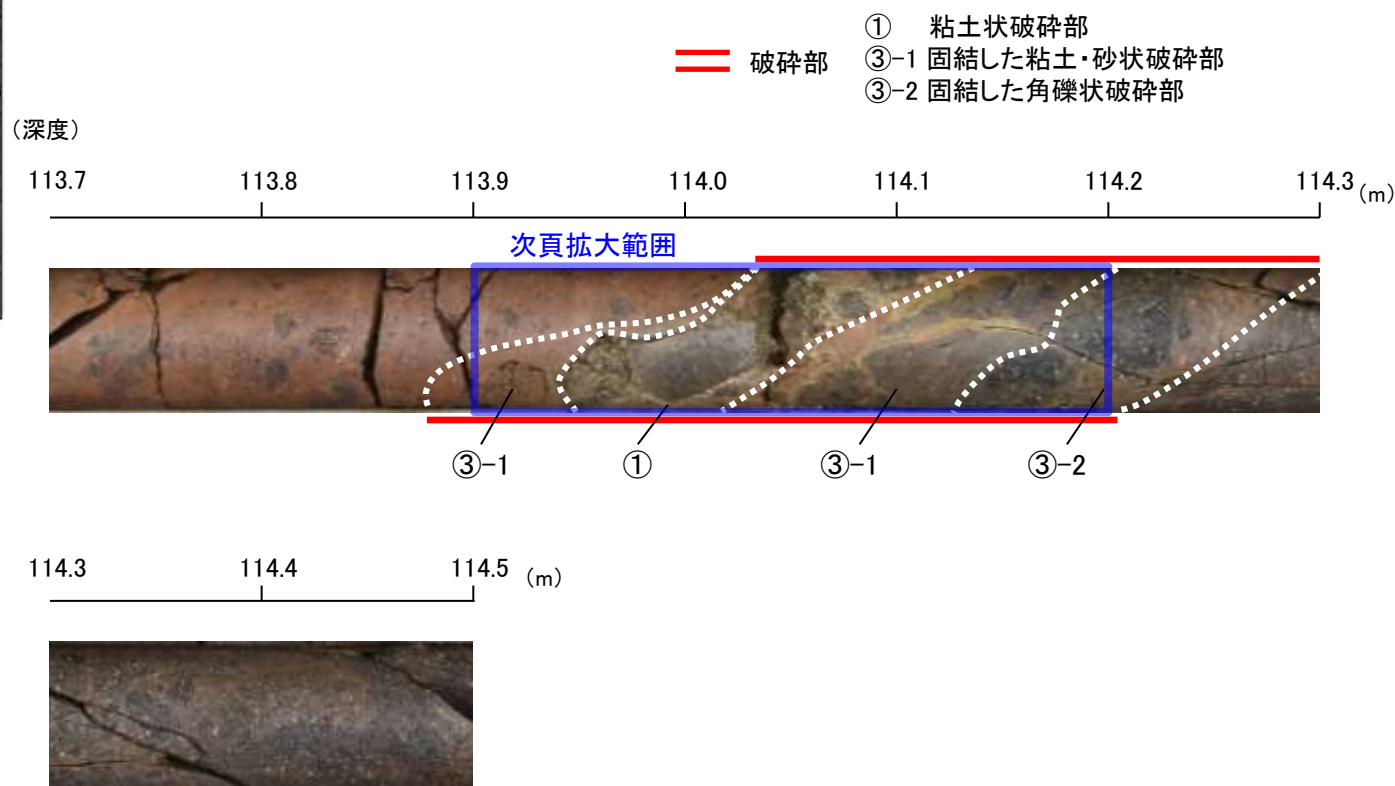 破砕部
① 粘土状破砕部
③-1 固結した粘土・砂状破砕部
③-2 固結した角礫状破砕部
（深度）
113.7 113.8 113.9 114.0 114.1 114.2 114.3 （m）
次頁拡大範囲
③-1 ① ③-1 ③-2
114.3 114.4 114.5 （m）